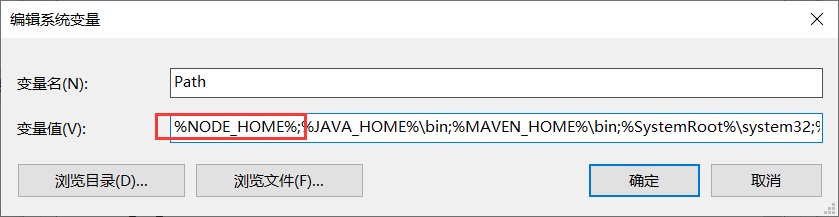 编辑系统变量
变量名(N): Path
变量值(V): %NODE_HOME%;%JAVA_HOME%\bin;%MAVEN_HOME%\bin;%SystemRoot%\system32;%
浏览目录(D)... 浏览文件(F)... 确定 取消